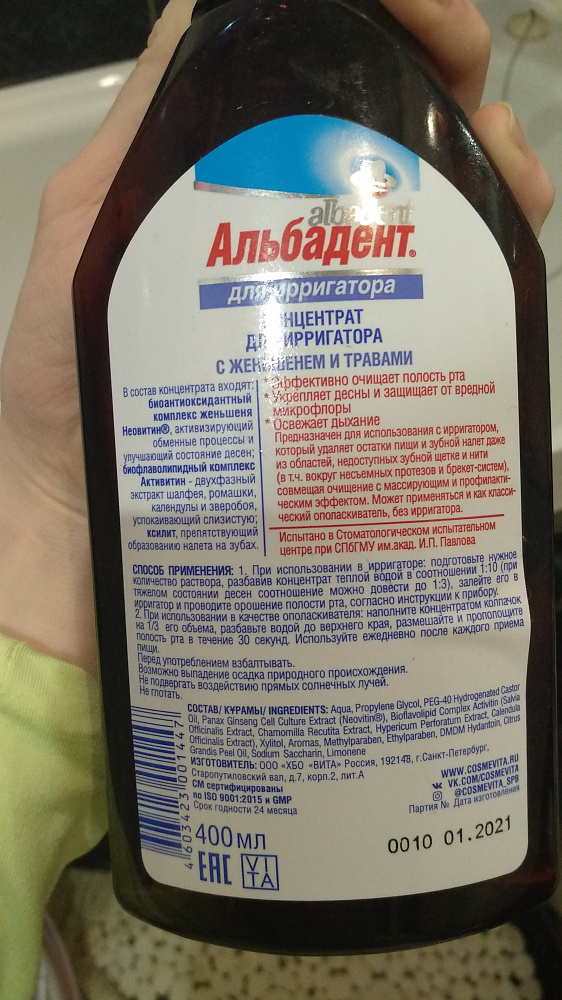 albadent
Альбадент®
для ирригатора
КОНЦЕНТРАТ
ДЛЯ ИРРИГАТОРА
С ЖЕНЬШЕНЕМ И ТРАВАМИ
В состав концентрата входят:
биоантиоксидантный
комплекс женьшеня
Неовитин®, активизирующий
обменные процессы и
улучшающий состояние десен;
биофлаволипидный комплекс
Активитин - двухфазный
экстракт шалфея, ромашки,
календулы и зверобоя,
успокаивающий слизистую;
ксилит, препятствующий
образованию налета на зубах.
* Эффективно очищает полость рта
* Укрепляет десны и защищает от вредной
микрофлоры
* Освежает дыхание
Предназначен для использования с ирригатором,
который удаляет остатки пищи и зубной налет даже
из областей, недоступных зубной щетке и нити
(в т.ч. вокруг несъемных протезов и брекет-систем),
совмещая очищение с массирующим и профилакти-
ческим эффектом. Может применяться и как класси-
ческий ополаскиватель, без ирригатора.
Испытано в Стоматологическом испытательном
центре при СПбГМУ им.акад. И.П. Павлова
СПОСОБ ПРИМЕНЕНИЯ: 1. При использовании в ирригаторе: подготовьте нужное
количество раствора, разбавив концентрат теплой водой в соотношении 1:10 (при
тяжелом состоянии десен соотношение можно довести до 1:3), залейте его в
ирригатор и проводите орошение полости рта, согласно инструкции к прибору.
2. При использовании в качестве ополаскивателя: наполните концентратом колпачок
на 1/3 его объема, разбавьте водой до верхнего края, размешайте и прополощите
полость рта в течение 30 секунд. Используйте ежедневно после каждого приема
пищи.
Перед употреблением взбалтывать.
Возможно выпадение осадка природного происхождения.
Не подвергать воздействию прямых солнечных лучей.
Не глотать.
СОСТАВ/ ҚҰРАМЫ/ INGREDIENTS: Aqua, Propylene Glycol, PEG-40 Hydrogenated Castor
Oil, Panax Ginseng Cell Culture Extract (Neovitin®), Bioflavolipid Complex Activitin (Salvia
Officinalis Extract, Chamomilla Recutita Extract, Hypericum Perforatum Extract, Calendula
Officinalis Extract), Xylitol, Aromas, Methylparaben, Ethylparaben, DMDM Hydantoin, Citrus
Grandis Peel Oil, Sodium Saccharin, Limonene
ИЗГОТОВИТЕЛЬ: ООО «ХБО «ВИТА» Россия, 192148, г.Санкт-Петербург,
Старопутиловский вал, д.7, корп.2, лит.А
СМ сертифицированы
по ISO 9001:2015 и GMP
Срок годности 24 месяца
WWW.COSMEVITA.RU
VK.COM/COSMEVITA
@COSMEVITA_SPB
Партия № Дата изготовления
400 мл
0010 01.2021
EAC
VITA
4603423001447